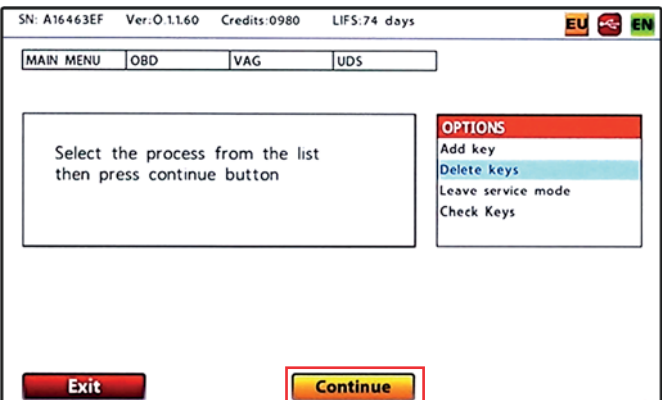 SN: A16463EF Ver:0.1.1.60 Credits:0980 LIFS:74 days EU EN
MAIN MENU OBD VAG UDS
Select the process from the list
then press continue button
OPTIONS
Add key
Delete keys
Leave service mode
Check Keys
Exit Continue